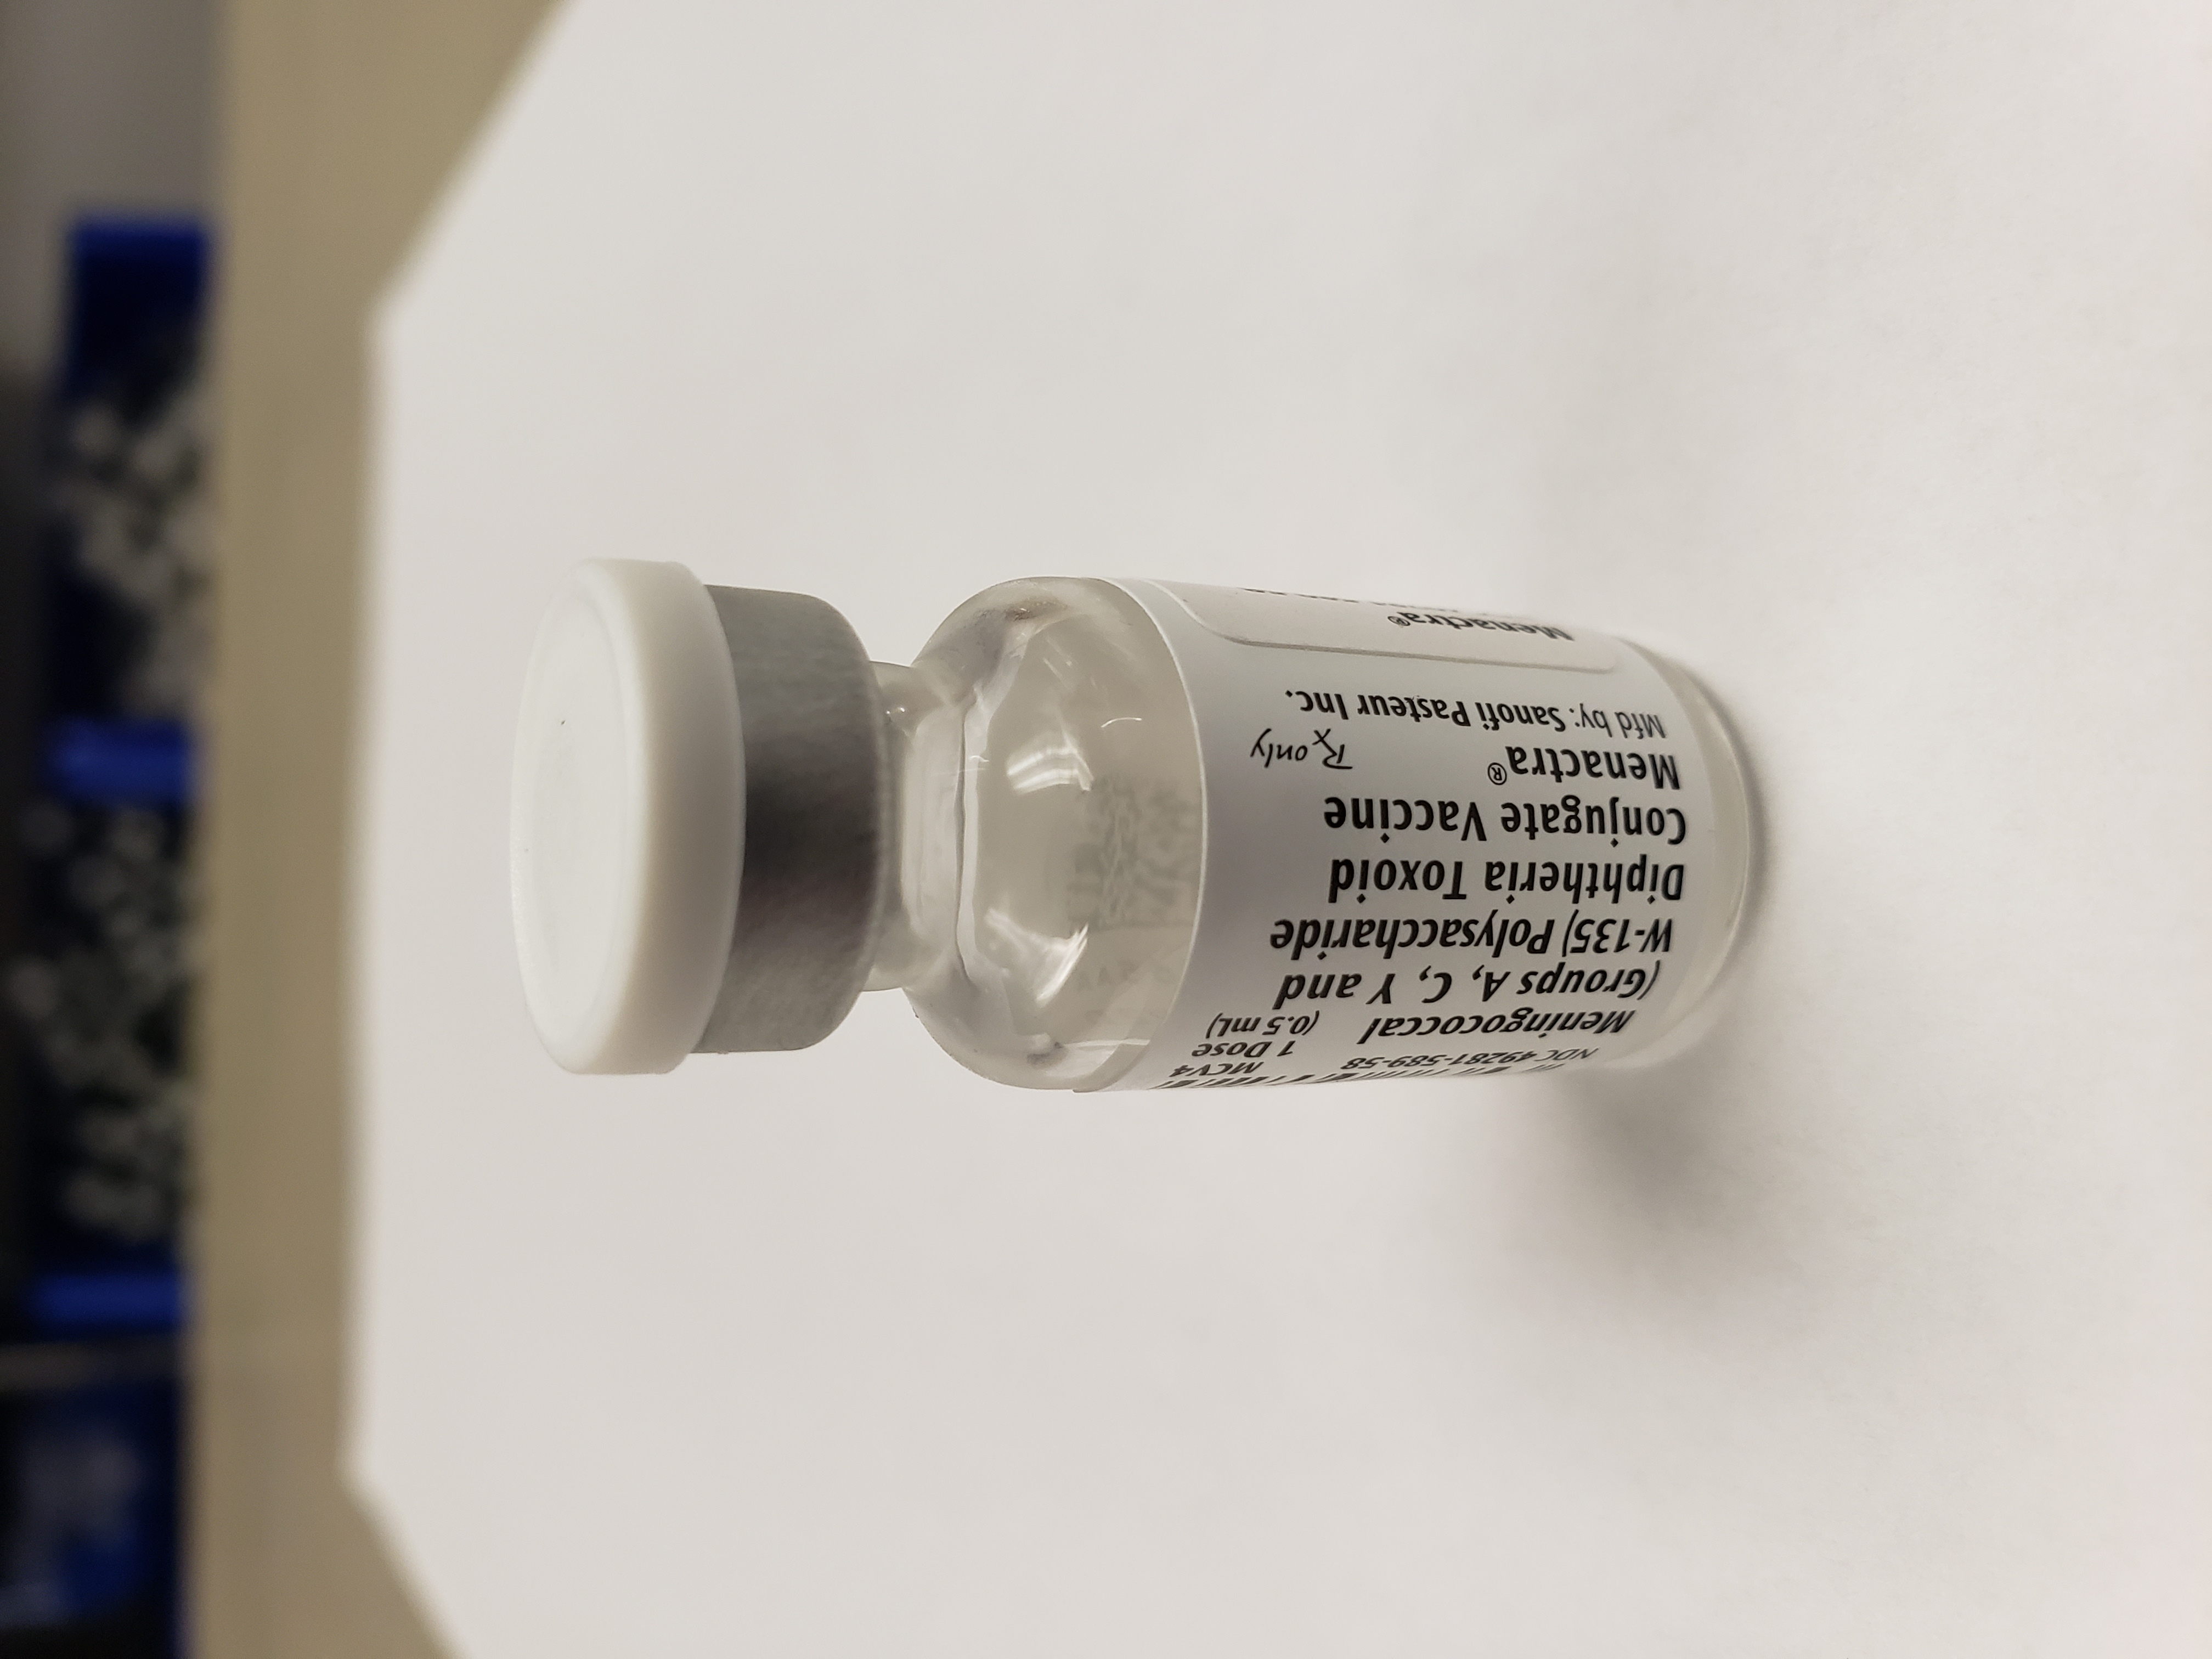 NDC 49281-589-58
MCV4
1 Dose
(0.5 mL)
Meningococcal
(Groups A, C, Y and
W-135) Polysaccharide
Diphtheria Toxoid
Conjugate Vaccine
Menactra®
Rx only
Mfd by: Sanofi Pasteur Inc.
Menactra®